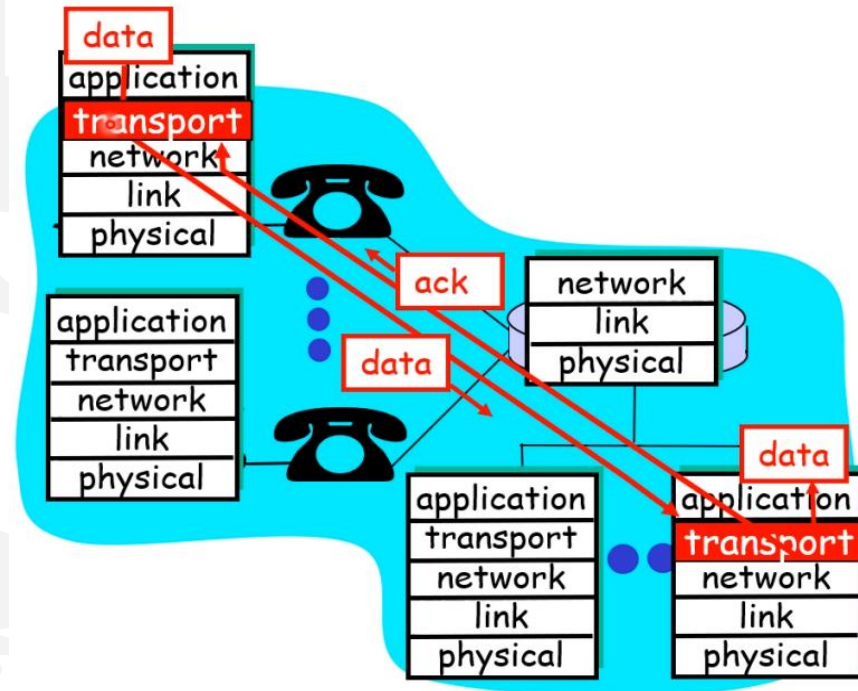 data
application
transport
network
link
physical
ack
network
link
physical
application
transport
network
link
physical
data
data
application
transport
network
link
physical
application
transport
network
link
physical